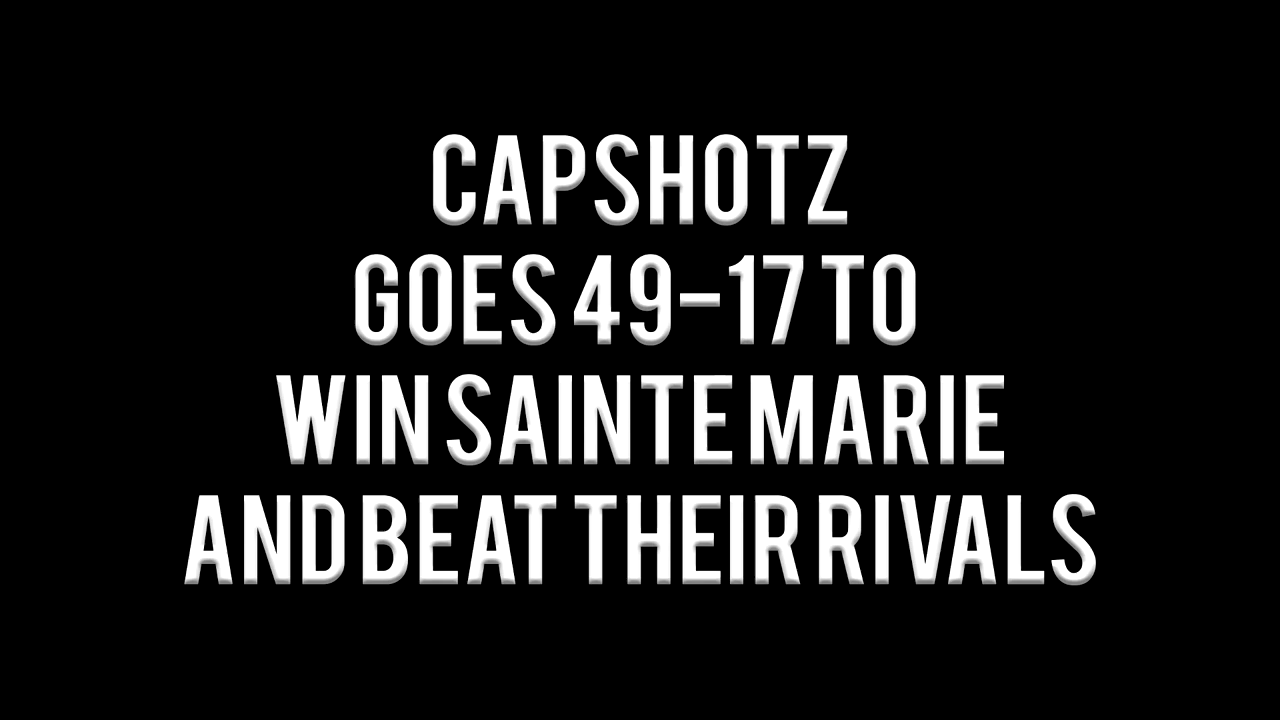 CAPSHOTZ
GOES 49-17 TO
WIN SAINTE MARIE
AND BEAT THEIR RIVALS